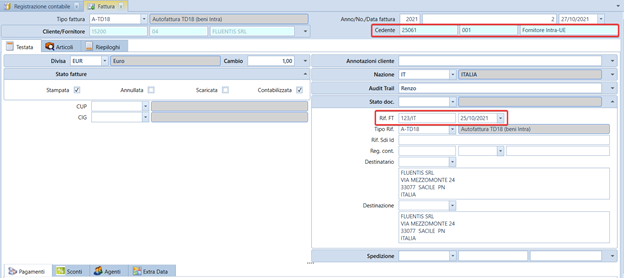 Registrazione contabile Fattura
Tipo fattura A-TD18 Autofattura TD18 (beni Intra) Anno/No./Data fattura 2021 2 27/10/2021
Cliente/Fornitore 15200 04 FLUENTIS SRL Cedente 25061 001 Fornitore Intra-UE
Testata Articoli Riepiloghi
Divisa EUR Euro Cambio 1,00 Annotazioni cliente
Stato fatture Nazione IT ITALIA
Stampata Annullata Scaricata Contabilizzata Audit Trail Renzo
Stato doc.
CUP
CIG
Rif. FT 123/IT 25/10/2021
Tipo Rif. A-TD18 Autofattura TD18 (beni Intra)
Rif. Sdi Id
Reg. cont.
Destinatario
FLUENTIS SRL
VIA MEZZOMONTE 24
33077 SACILE PN
ITALIA
Destinazione
FLUENTIS SRL
VIA MEZZOMONTE 24
33077 SACILE PN
ITALIA
Spedizione
Pagamenti Sconti Agenti Extra Data